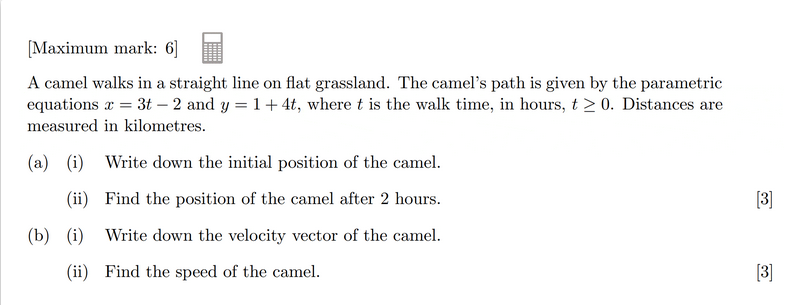 [Maximum mark: 6]
A camel walks in a straight line on flat grassland. The camel's path is given by the parametric
equations x = 3t − 2 and y = 1 + 4t, where t is the walk time, in hours, t ≥ 0. Distances are
measured in kilometres.
(a) (i) Write down the initial position of the camel.
(ii) Find the position of the camel after 2 hours. [3]
(b) (i) Write down the velocity vector of the camel.
(ii) Find the speed of the camel. [3]